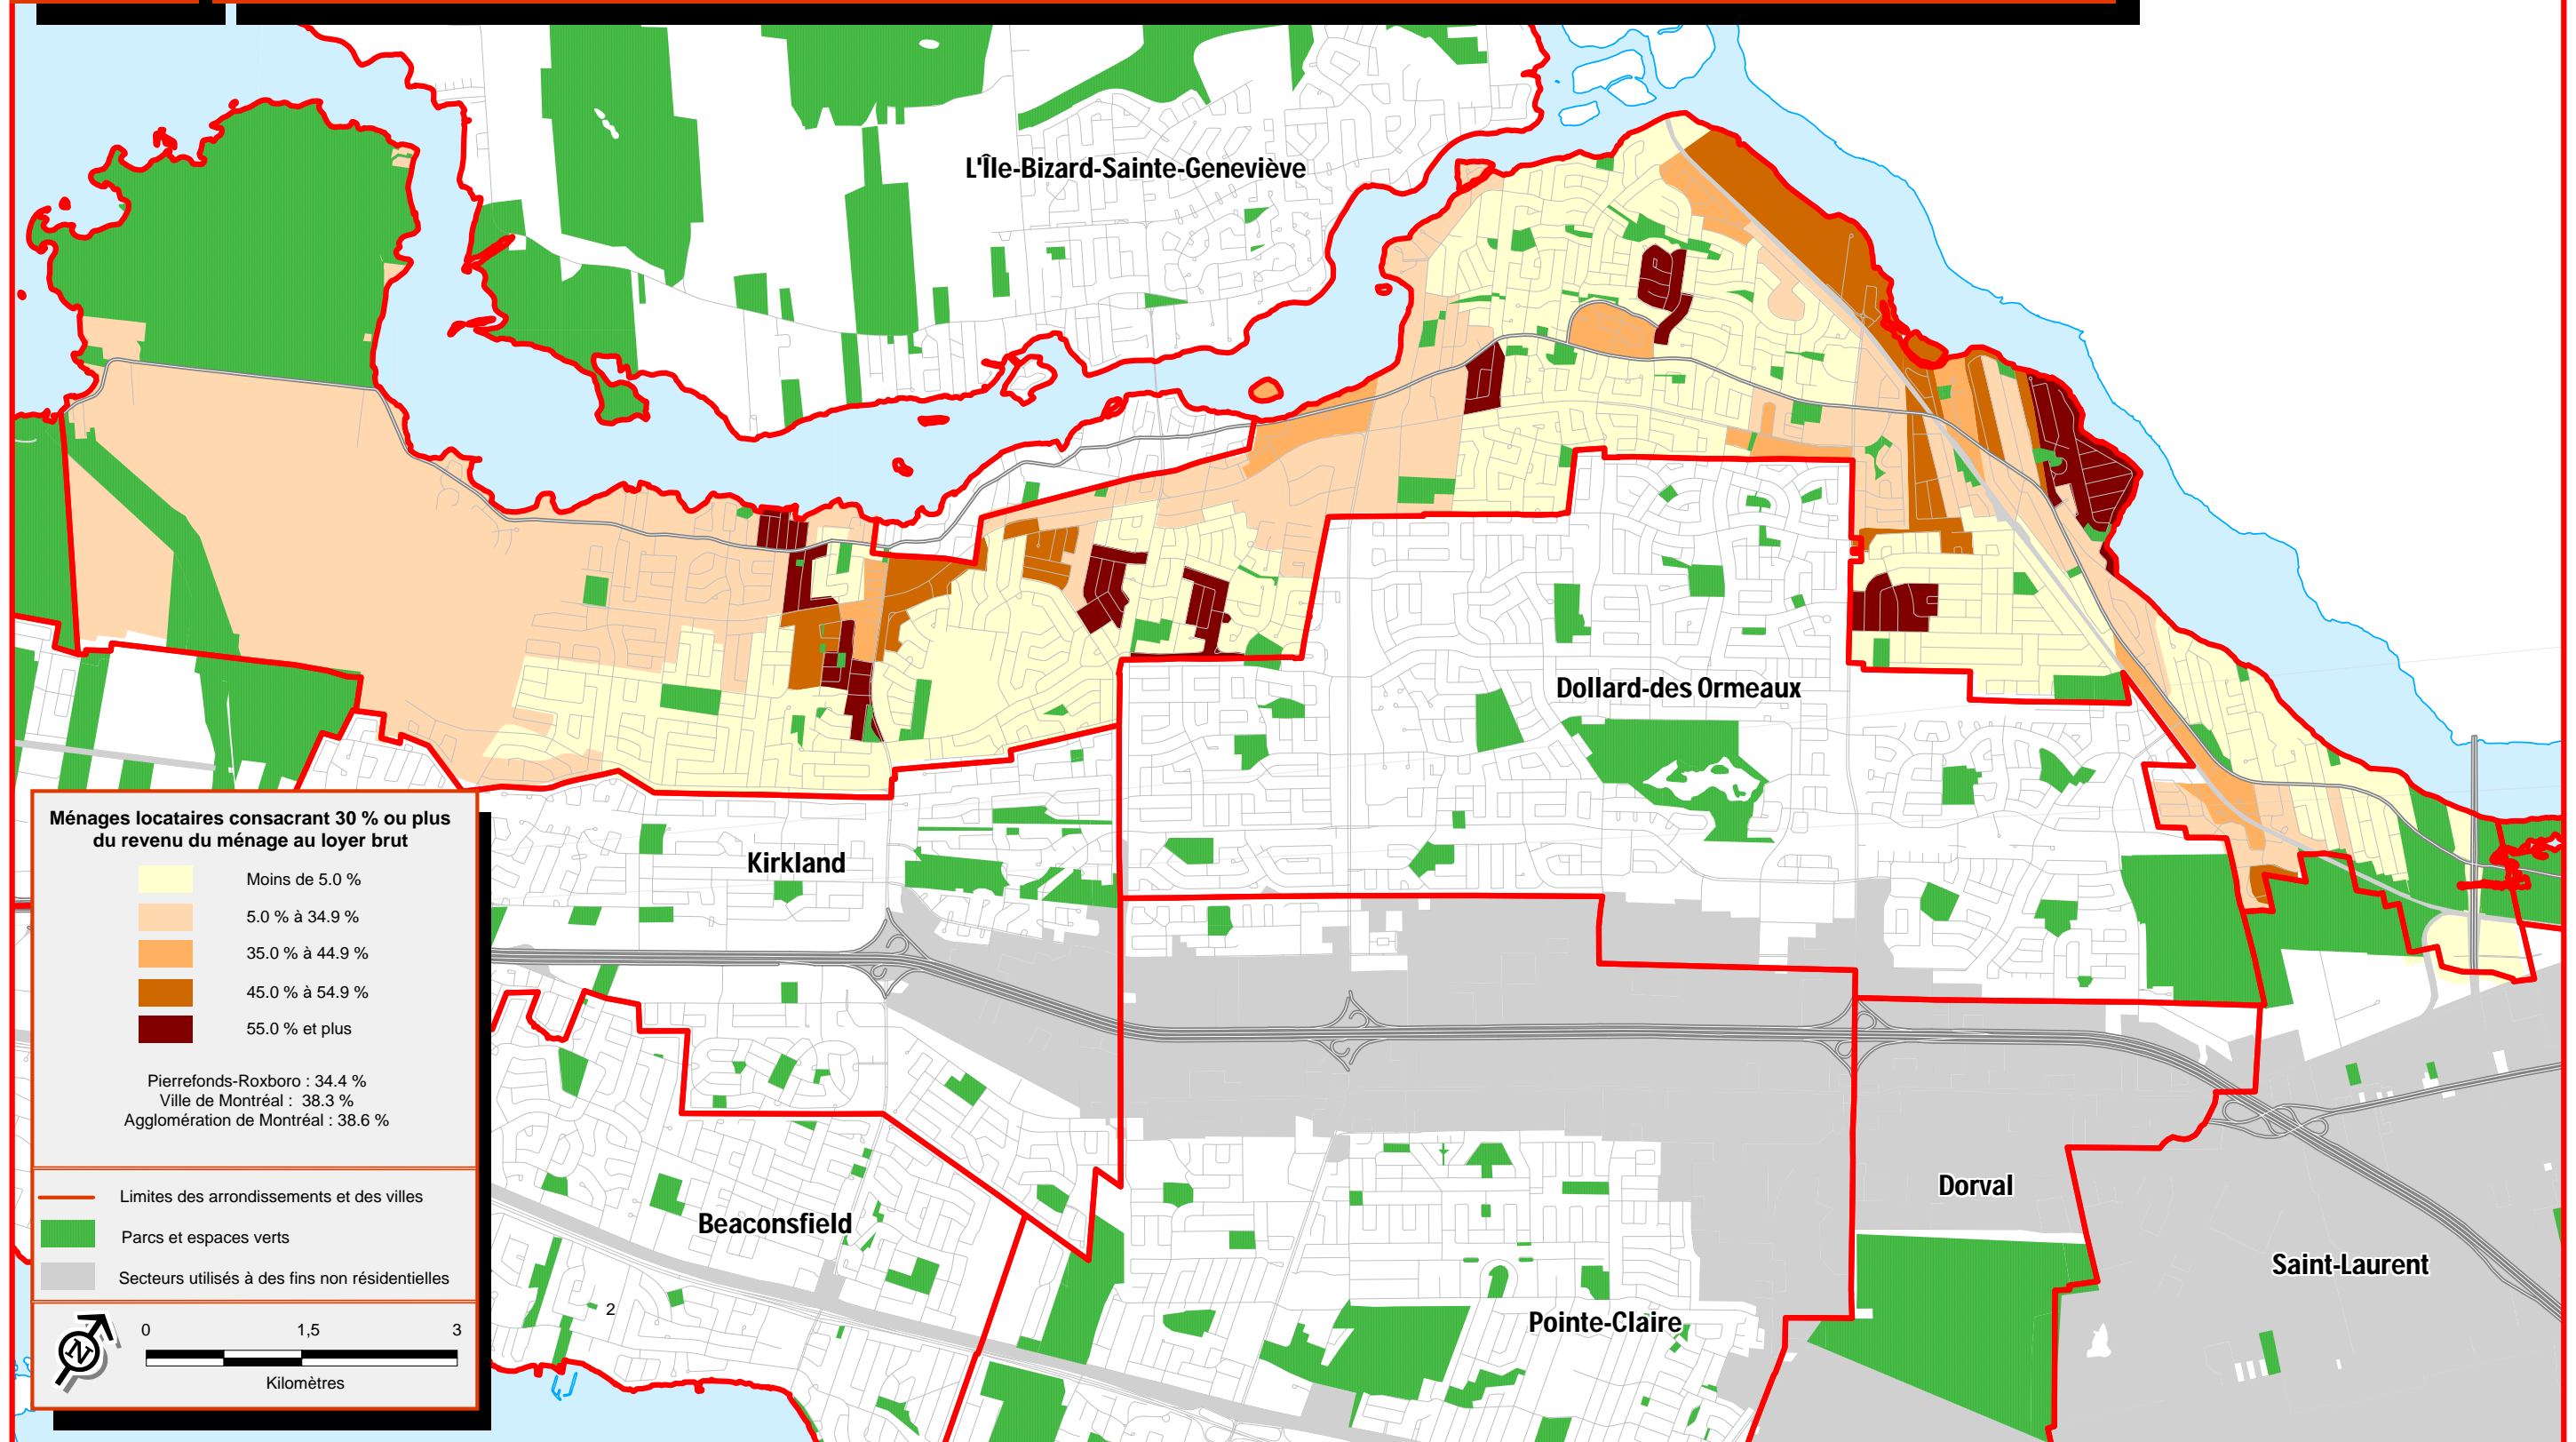 L'Île-Bizard-Sainte-Geneviève
Dollard-des Ormeaux
Kirkland
Beaconsfield
Pointe-Claire
Dorval
Saint-Laurent
2
Ménages locataires consacrant 30 % ou plus
du revenu du ménage au loyer brut
Moins de 5.0 %
5.0 % à 34.9 %
35.0 % à 44.9 %
45.0 % à 54.9 %
55.0 % et plus
Pierrefonds-Roxboro : 34.4 %
Ville de Montréal : 38.3 %
Agglomération de Montréal : 38.6 %
Limites des arrondissements et des villes
Parcs et espaces verts
Secteurs utilisés à des fins non résidentielles
N
0 1,5 3
Kilomètres